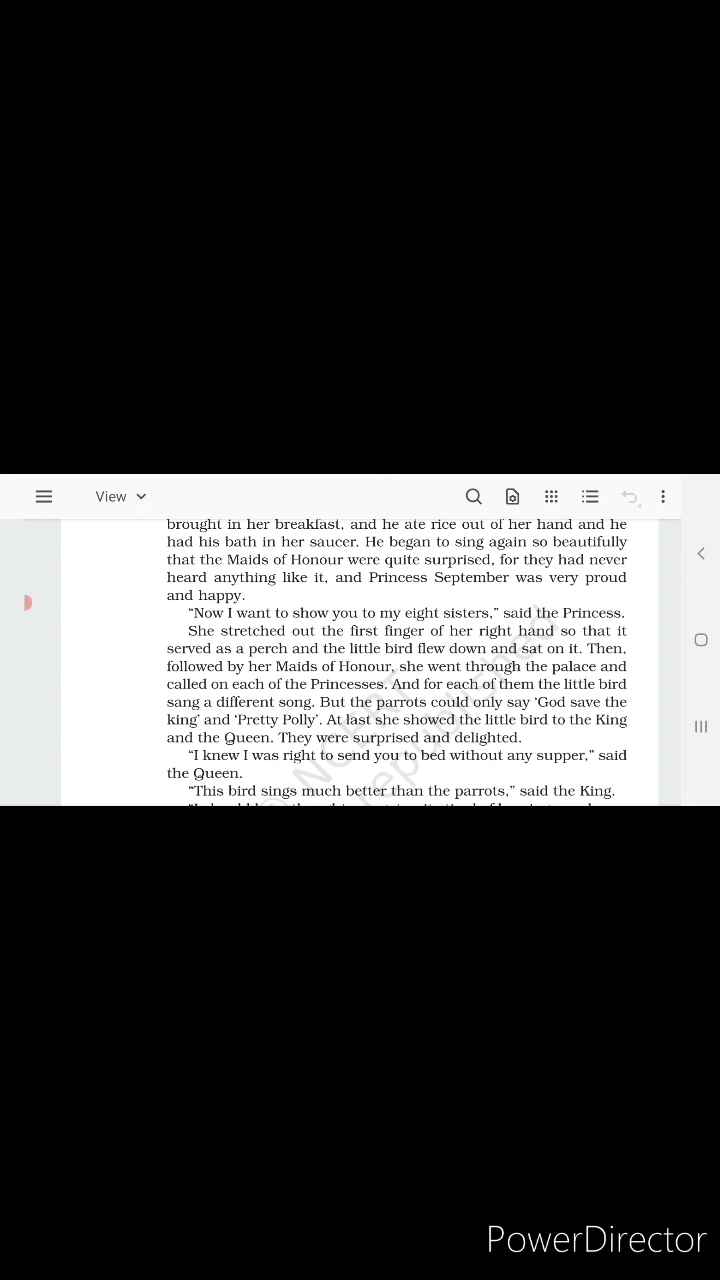 View
brought in her breakfast, and he ate rice out of her hand and he
had his bath in her saucer. He began to sing again so beautifully
that the Maids of Honour were quite surprised, for they had never
heard anything like it, and Princess September was very proud
and happy.
“Now I want to show you to my eight sisters,” said the Princess.
She stretched out the first finger of her right hand so that it
served as a perch and the little bird flew down and sat on it. Then,
followed by her Maids of Honour, she went through the palace and
called on each of the Princesses. And for each of them the little bird
sang a different song. But the parrots could only say ‘God save the
king’ and ‘Pretty Polly’. At last she showed the little bird to the King
and the Queen. They were surprised and delighted.
“I knew I was right to send you to bed without any supper,” said
the Queen.
“This bird sings much better than the parrots,” said the King.
© NCERT
republished
PowerDirector